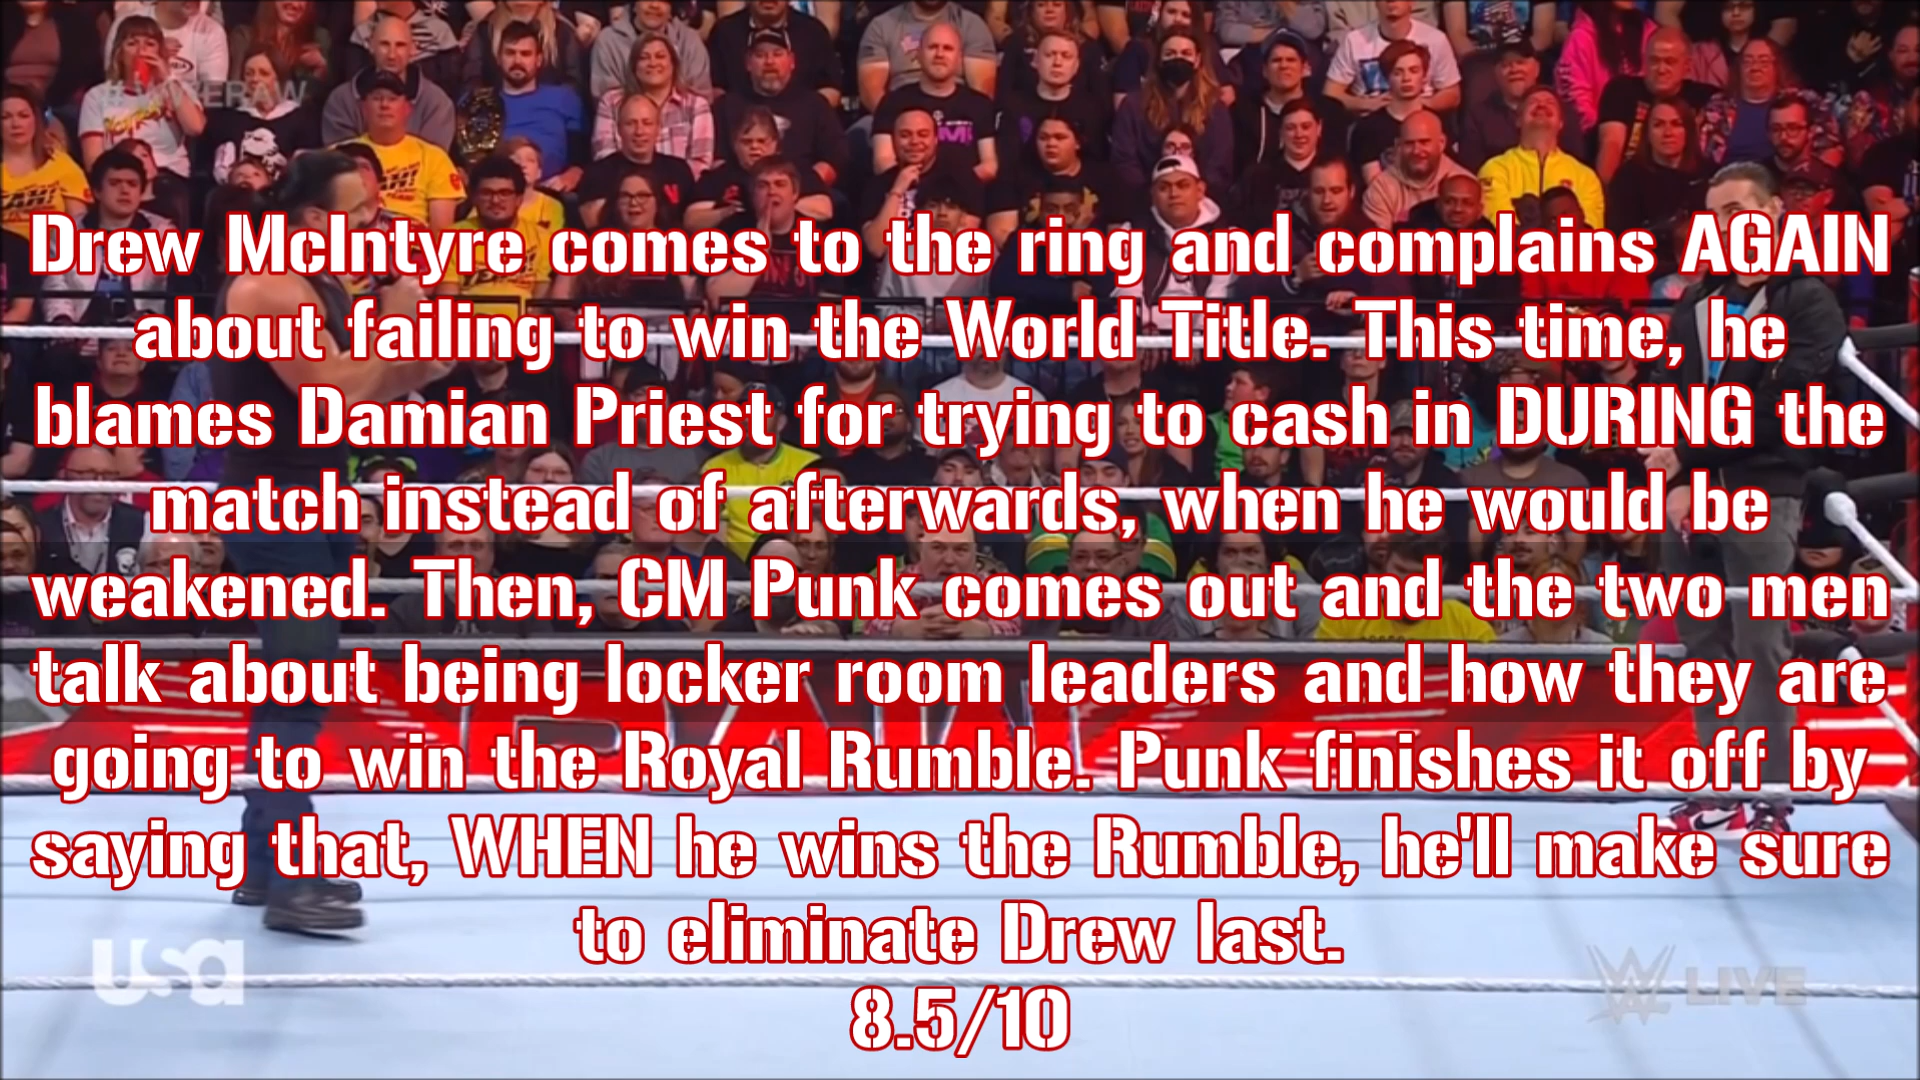 #WWERAW
Drew McIntyre comes to the ring and complains AGAIN
about failing to win the World Title. This time, he
blames Damian Priest for trying to cash in DURING the
match instead of afterwards, when he would be
weakened. Then, CM Punk comes out and the two men
talk about being locker room leaders and how they are
going to win the Royal Rumble. Punk finishes it off by
saying that, WHEN he wins the Rumble, he'll make sure
to eliminate Drew last.
8.5/10
USA
W LIVE